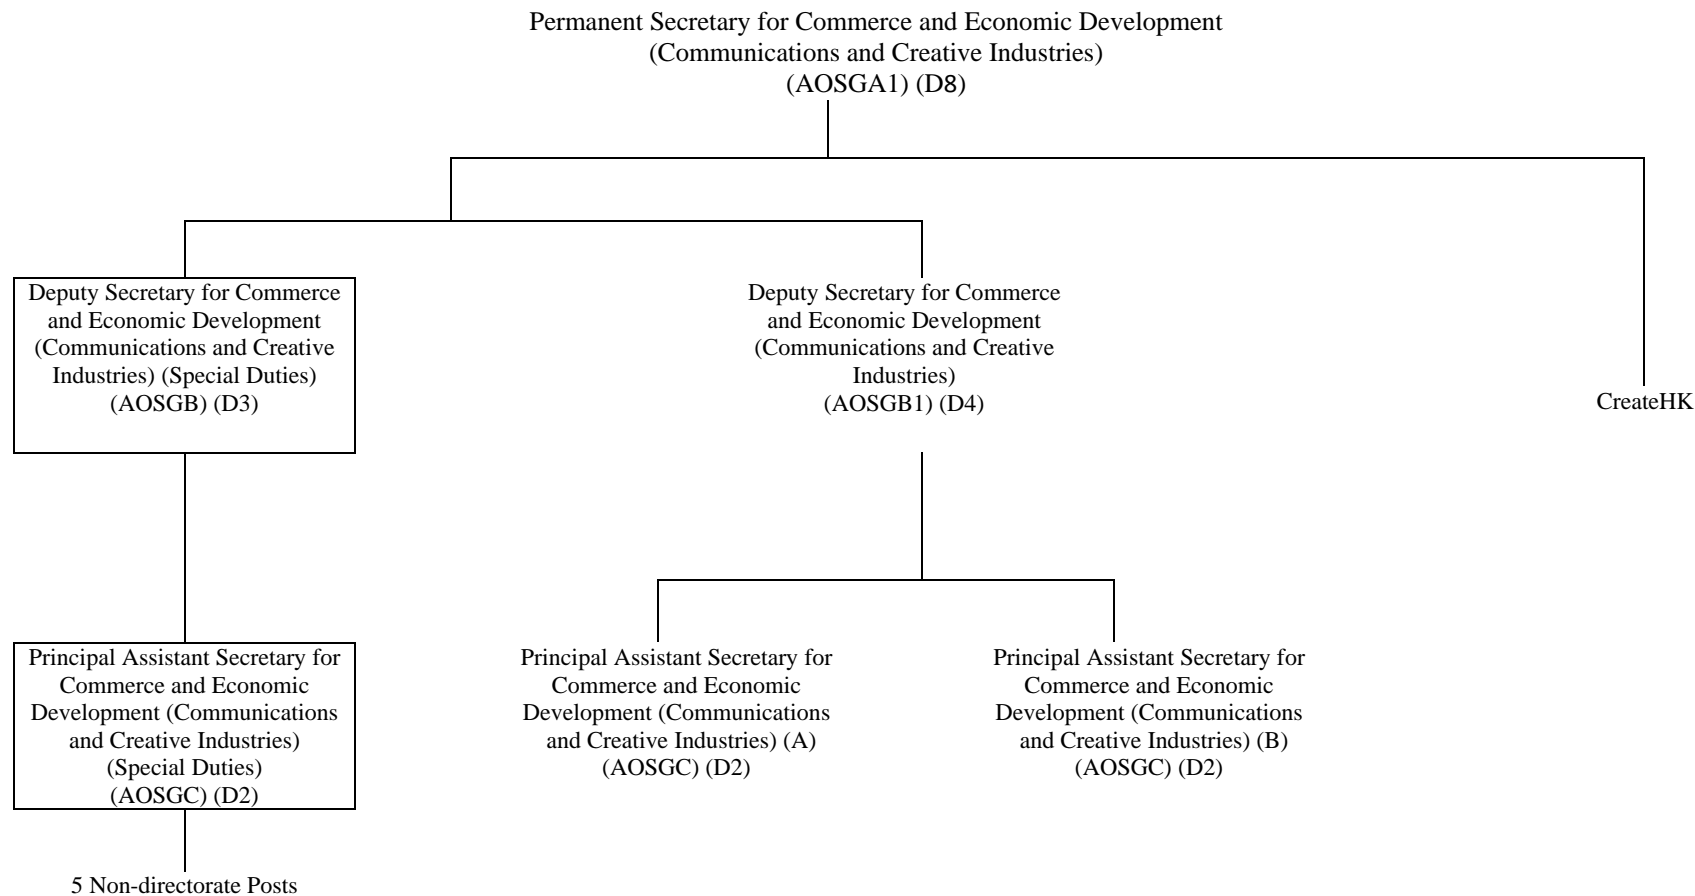 Permanent Secretary for Commerce and Economic Development
(Communications and Creative Industries)
(AOSGA1) (D8)
Deputy Secretary for Commerce
and Economic Development
(Communications and Creative
Industries) (Special Duties)
(AOSGB) (D3)
Deputy Secretary for Commerce
and Economic Development
(Communications and Creative
Industries)
(AOSGB1) (D4)
CreateHK
Principal Assistant Secretary for
Commerce and Economic
Development (Communications
and Creative Industries)
(Special Duties)
(AOSGC) (D2)
Principal Assistant Secretary for
Commerce and Economic
Development (Communications
and Creative Industries) (A)
(AOSGC) (D2)
Principal Assistant Secretary for
Commerce and Economic
Development (Communications
and Creative Industries) (B)
(AOSGC) (D2)
5 Non-directorate Posts